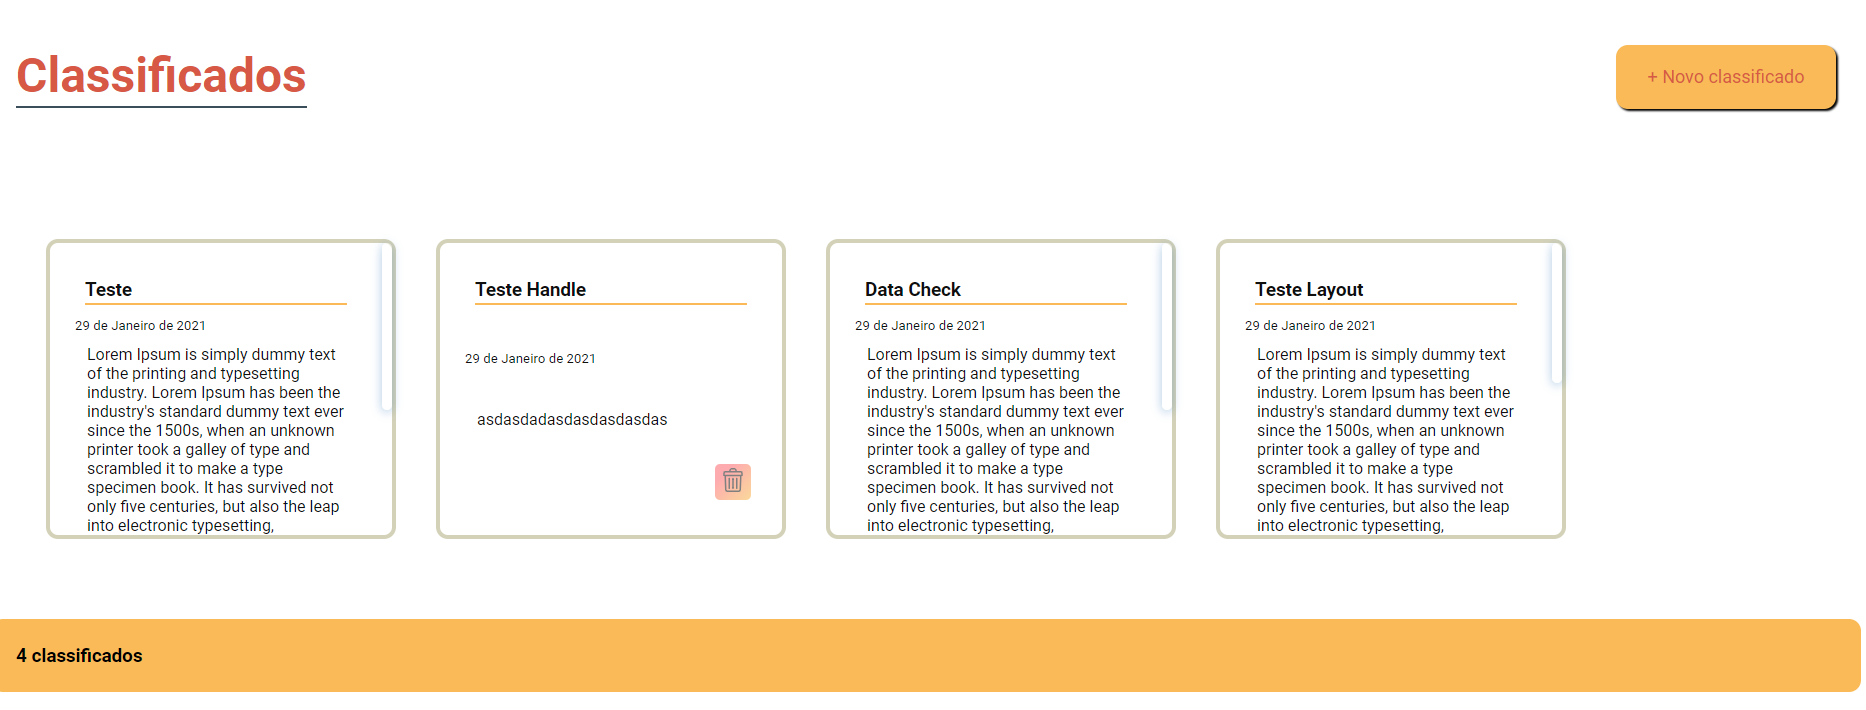 Classificados
+ Novo classificado
Teste
29 de Janeiro de 2021
Lorem Ipsum is simply dummy text
of the printing and typesetting
industry. Lorem Ipsum has been the
industry's standard dummy text ever
since the 1500s, when an unknown
printer took a galley of type and
scrambled it to make a type
specimen book. It has survived not
only five centuries, but also the leap
into electronic typesetting,
Teste Handle
29 de Janeiro de 2021
asdasdadasdasdasdasdas
Data Check
29 de Janeiro de 2021
Lorem Ipsum is simply dummy text
of the printing and typesetting
industry. Lorem Ipsum has been the
industry's standard dummy text ever
since the 1500s, when an unknown
printer took a galley of type and
scrambled it to make a type
specimen book. It has survived not
only five centuries, but also the leap
into electronic typesetting,
Teste Layout
29 de Janeiro de 2021
Lorem Ipsum is simply dummy text
of the printing and typesetting
industry. Lorem Ipsum has been the
industry's standard dummy text ever
since the 1500s, when an unknown
printer took a galley of type and
scrambled it to make a type
specimen book. It has survived not
only five centuries, but also the leap
into electronic typesetting,
4 classificados